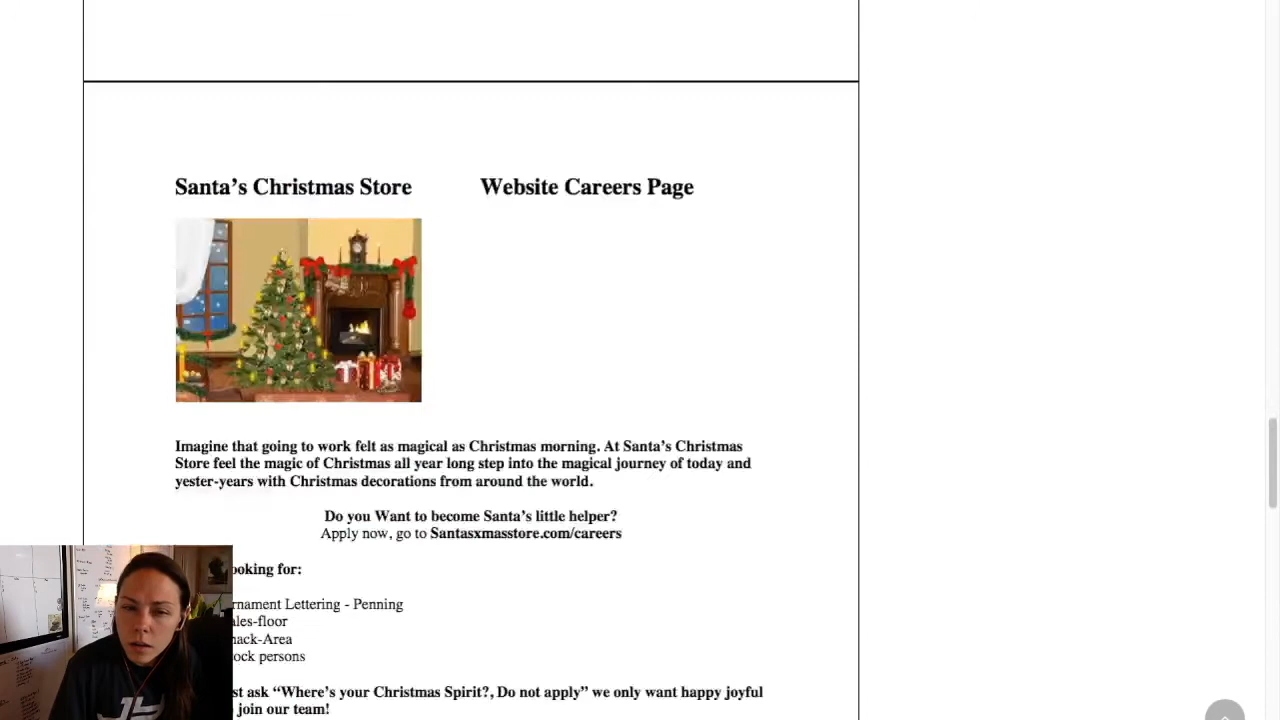 Santa’s Christmas Store Website Careers Page
Imagine that going to work felt as magical as Christmas morning. At Santa’s Christmas
Store feel the magic of Christmas all year long step into the magical journey of today and
yester-years with Christmas decorations from around the world.
Do you Want to become Santa’s little helper?
Apply now, go to Santasxmasstore.com/careers
ooking for:
rnament Lettering - Penning
ales-floor
nack-Area
ock persons
st ask “Where’s your Christmas Spirit?, Do not apply” we only want happy joyful
join our team!